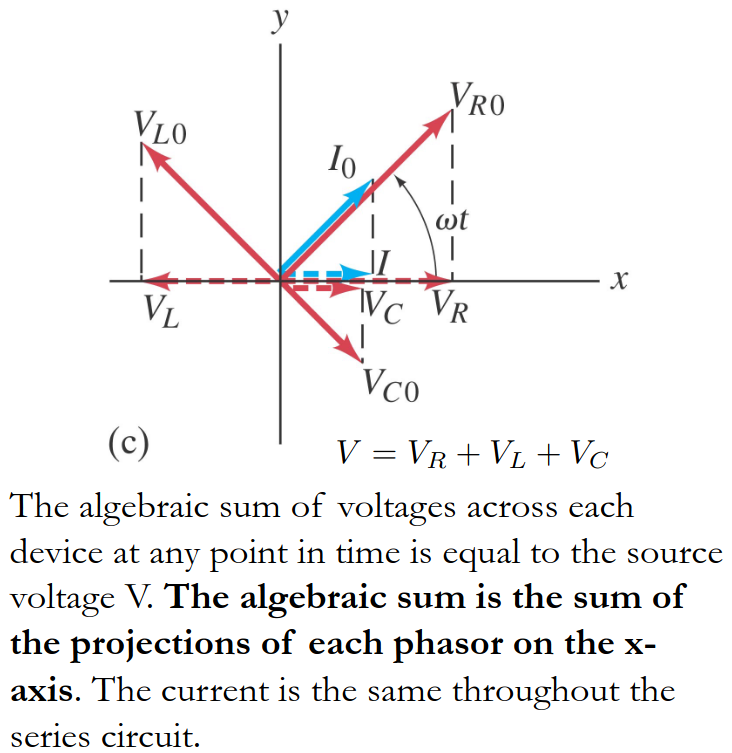 y
V_{L0}
V_{R0}
I_0
ωt
I
x
V_L
V_C
V_R
V_{C0}
(c)
V = V_R + V_L + V_C
The algebraic sum of voltages across each
device at any point in time is equal to the source
voltage V. The algebraic sum is the sum of
the projections of each phasor on the x-
axis. The current is the same throughout the
series circuit.